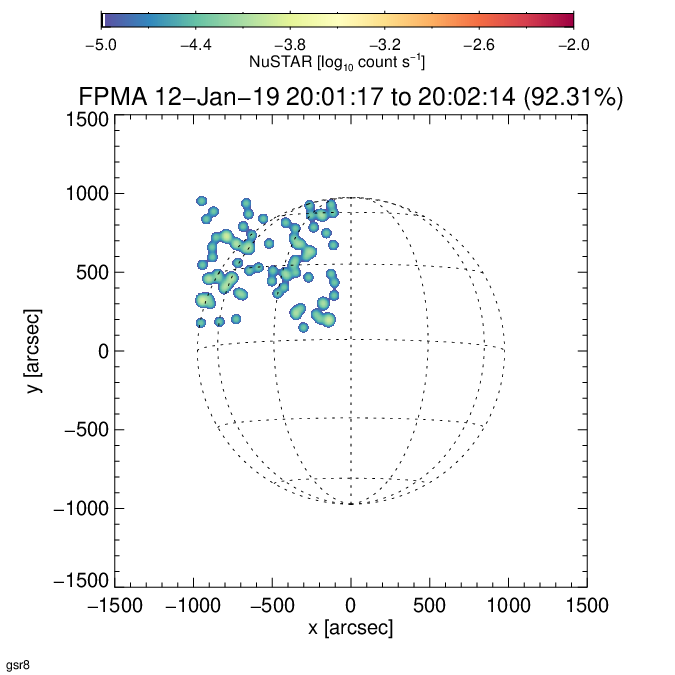 −5.0 −4.4 −3.8 −3.2 −2.6 −2.0
NuSTAR [log₁₀ count s⁻¹]
FPMA 12−Jan−19 20:01:17 to 20:02:14 (92.31%)
1500
1000
500
0
−500
−1000
−1500
y [arcsec]
−1500 −1000 −500 0 500 1000 1500
x [arcsec]
gsr8